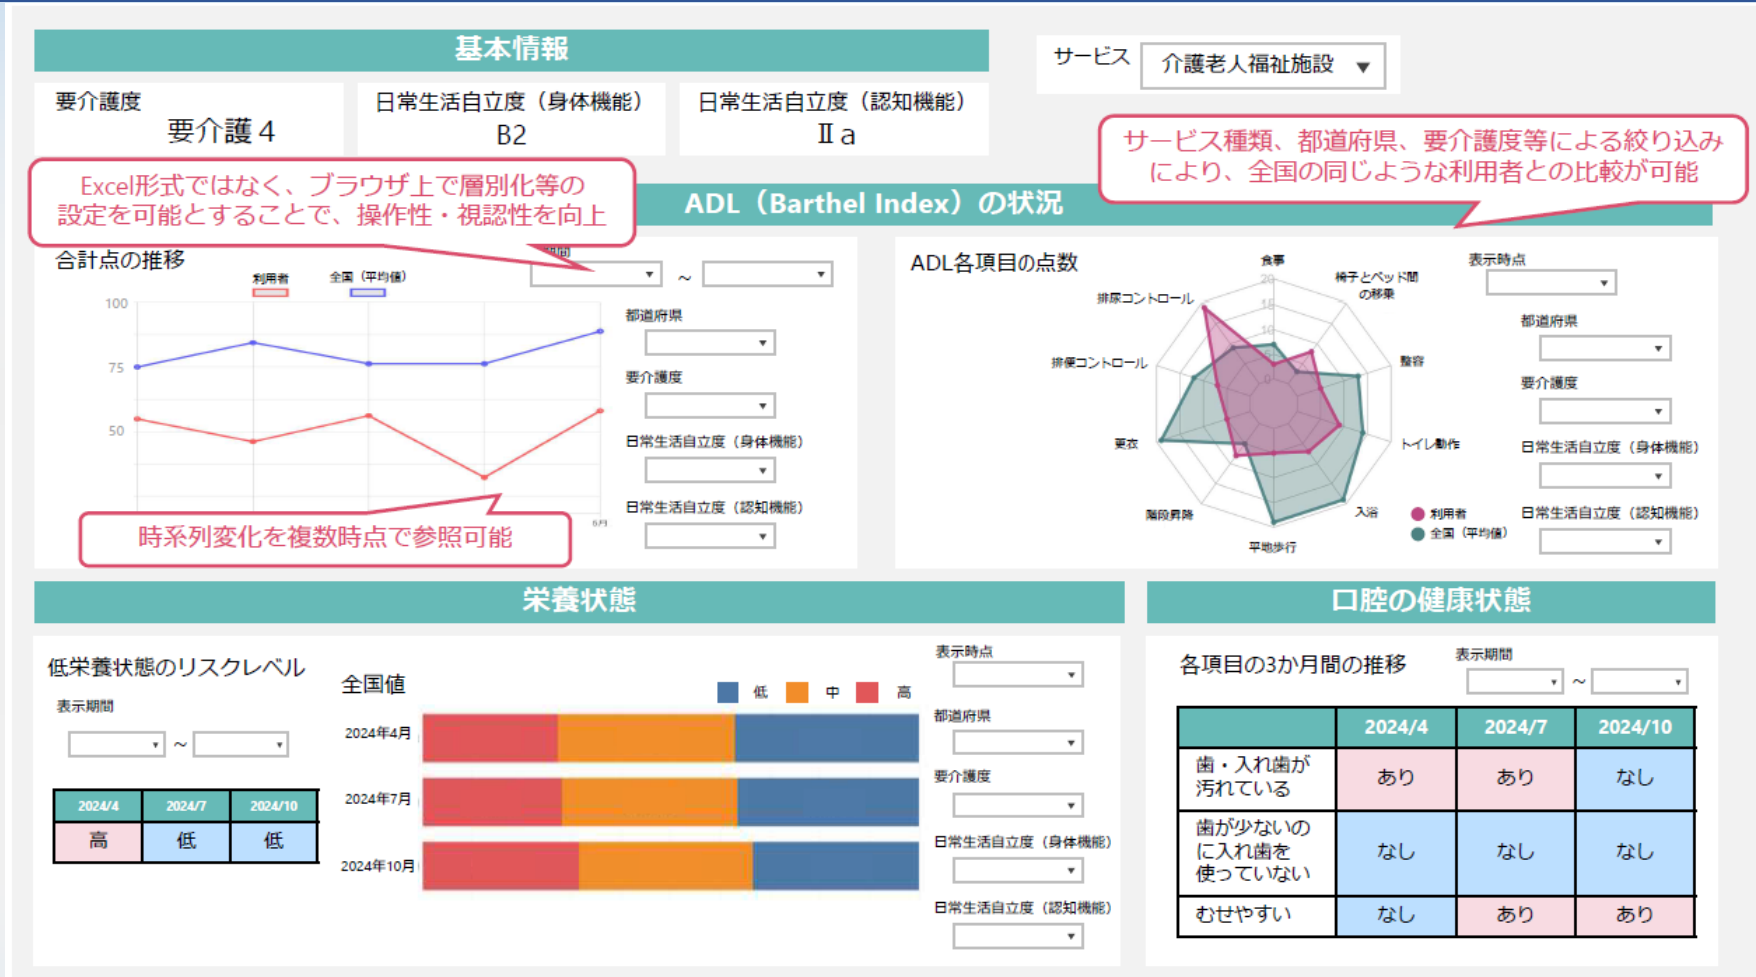 基本情報
サービス
介護老人福祉施設
要介護度
要介護４
日常生活自立度（身体機能）
B2
日常生活自立度（認知機能）
Ⅱa
サービス種類、都道府県、要介護度等による絞り込み
により、全国の同じような利用者との比較が可能
Excel形式ではなく、ブラウザ上で層別化等の
設定を可能とすることで、操作性・視認性を向上
ADL（Barthel Index）の状況
合計点の推移
利用者
全国（平均値）
～
100
75
50
6月
時系列変化を複数時点で参照可能
都道府県
要介護度
日常生活自立度（身体機能）
日常生活自立度（認知機能）
ADL各項目の点数
食事
椅子とベッド間
の移乗
整容
トイレ動作
入浴
平地歩行
階段昇降
更衣
排便コントロール
排尿コントロール
20
15
10
5
0
利用者
全国（平均値）
表示時点
都道府県
要介護度
日常生活自立度（身体機能）
日常生活自立度（認知機能）
栄養状態
低栄養状態のリスクレベル
表示期間
～
2024/4 2024/7 2024/10
高 低 低
全国値
低 中 高
2024年4月
2024年7月
2024年10月
表示時点
都道府県
要介護度
日常生活自立度（身体機能）
日常生活自立度（認知機能）
口腔の健康状態
各項目の3か月間の推移
表示期間
～
2024/4 2024/7 2024/10
歯・入れ歯が
汚れている
あり あり なし
歯が少ないの
に入れ歯を
使っていない
なし なし なし
むせやすい
なし あり あり